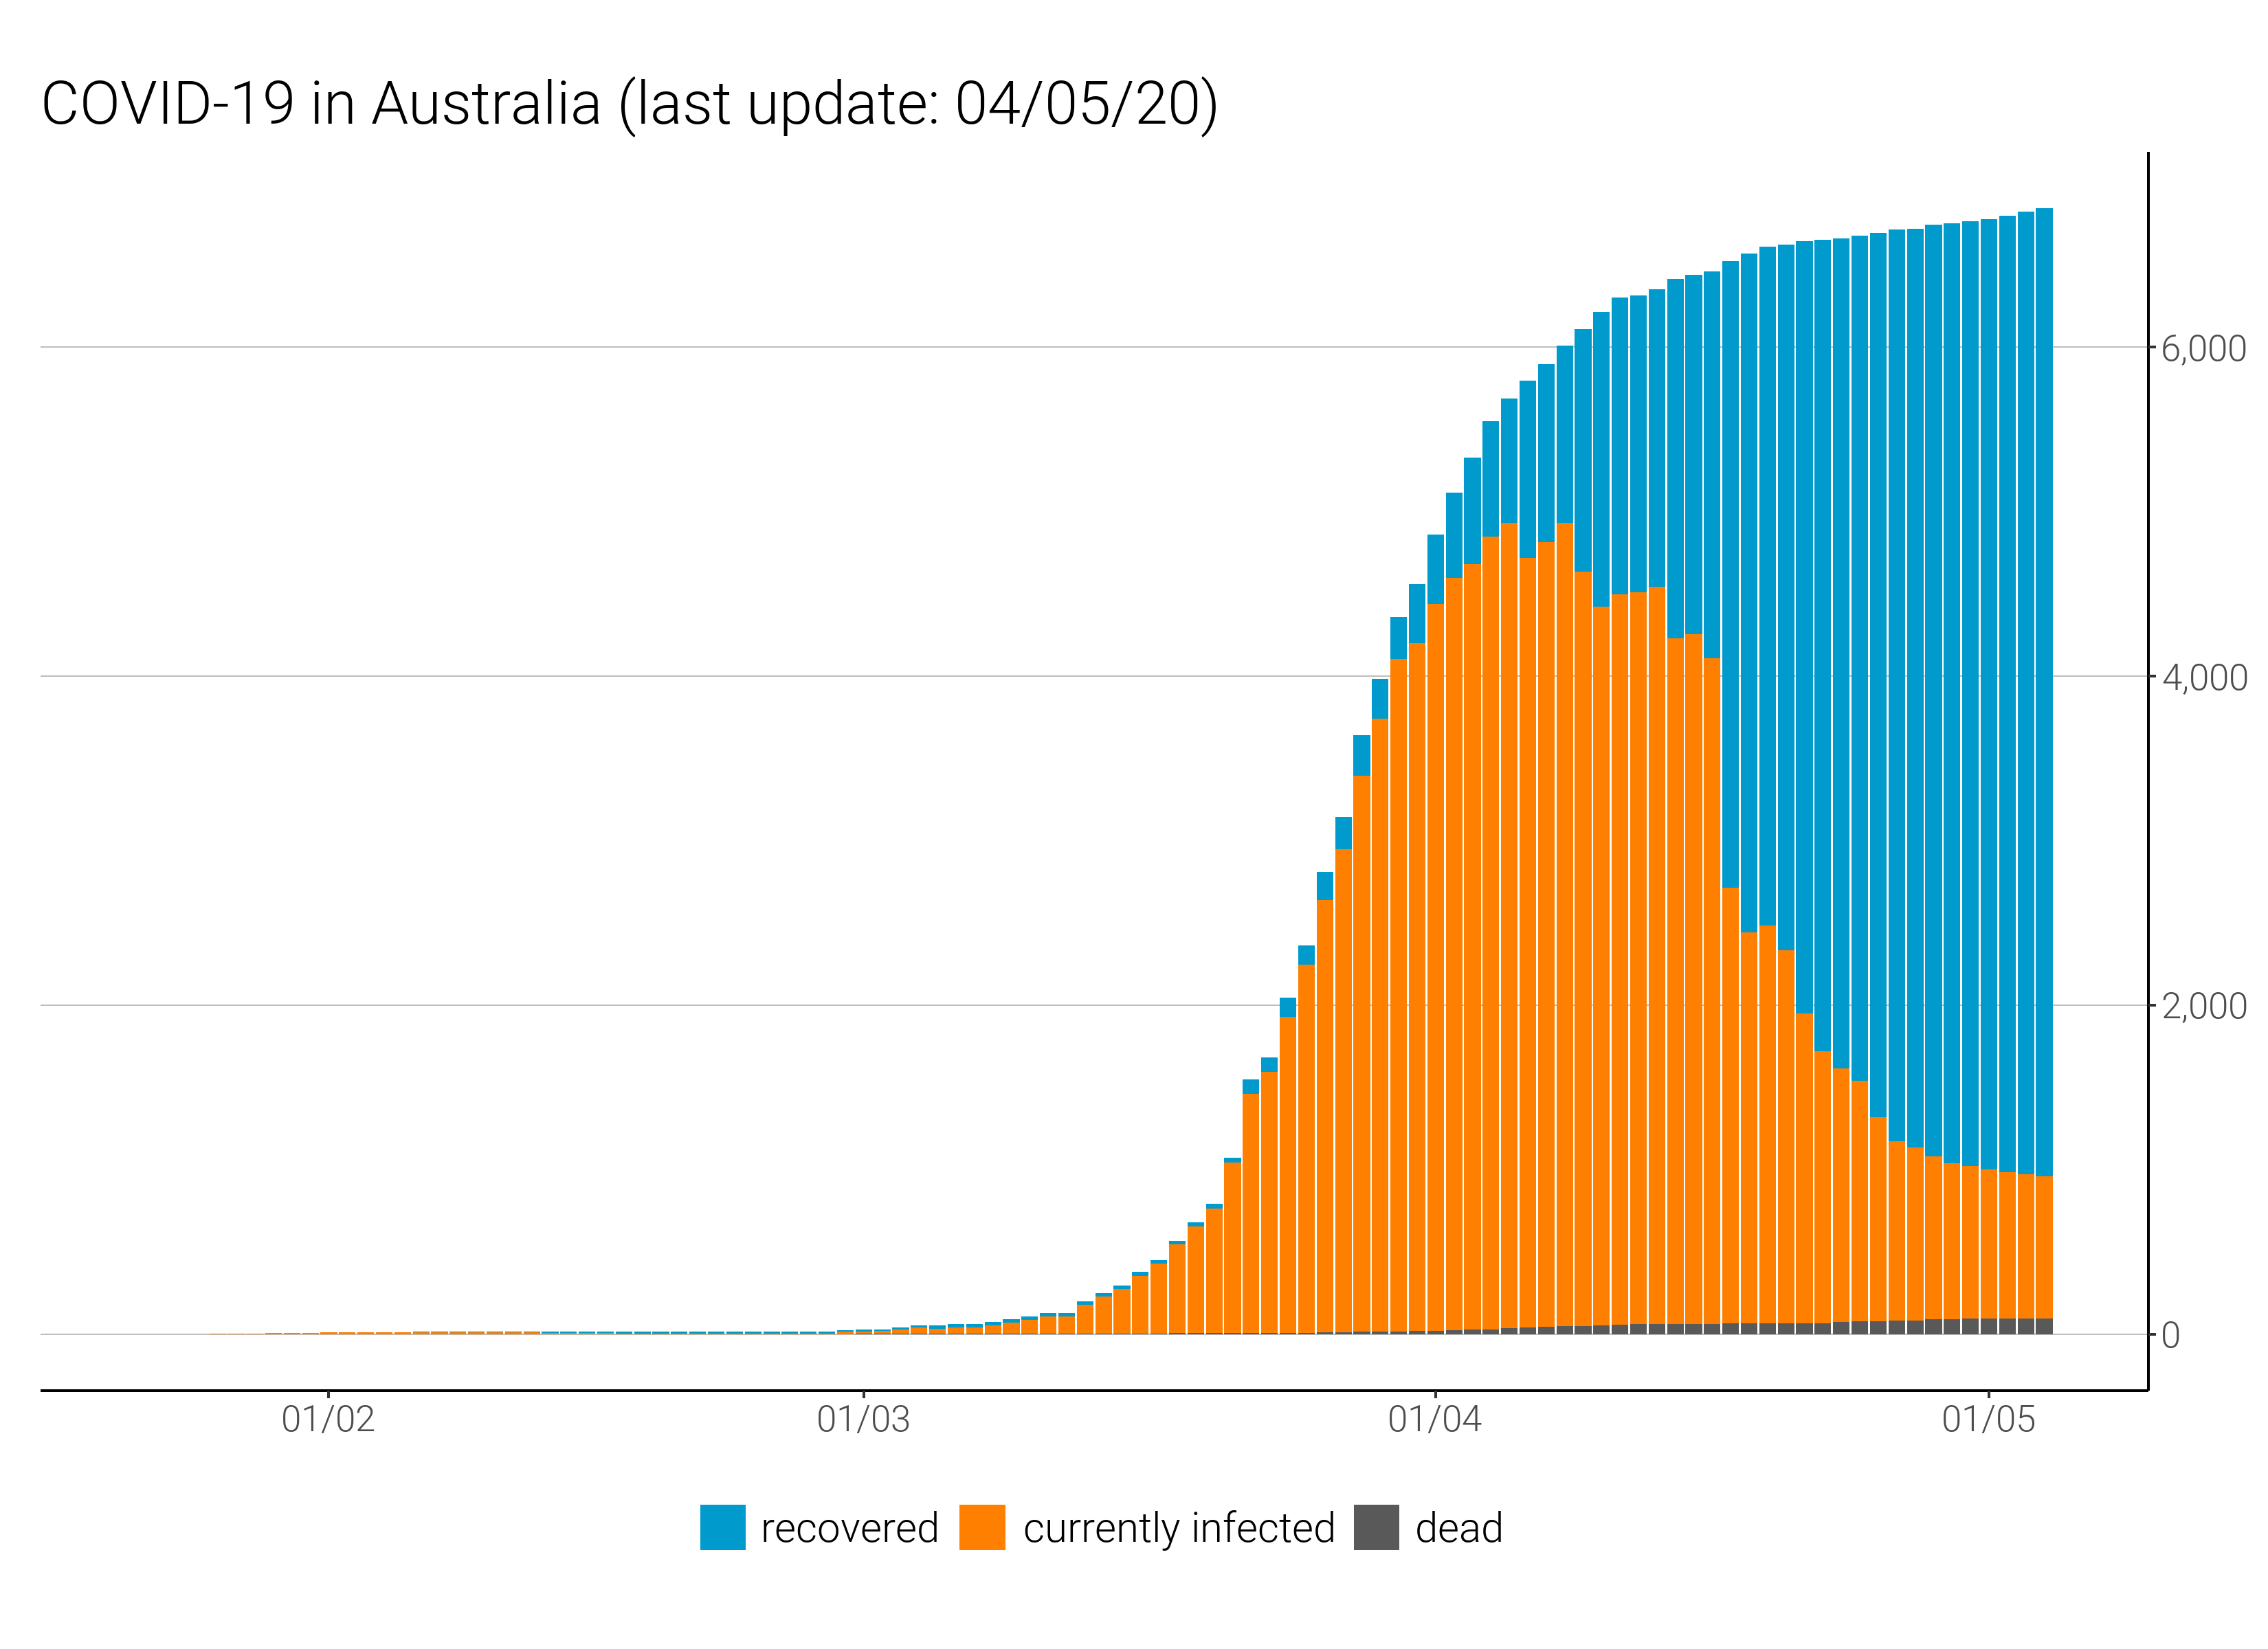 COVID-19 in Australia (last update: 04/05/20)
6,000
4,000
2,000
0
01/02 01/03 01/04 01/05
recovered currently infected dead